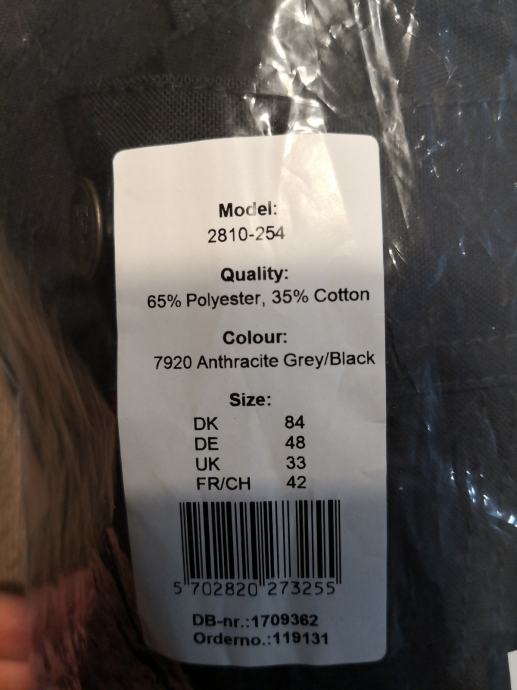 Model:
2810-254
Quality:
65% Polyester, 35% Cotton
Colour:
7920 Anthracite Grey/Black
Size:
DK 84
DE 48
UK 33
FR/CH 42
5 702820 273255
DB-nr.:1709362
Orderno.:119131